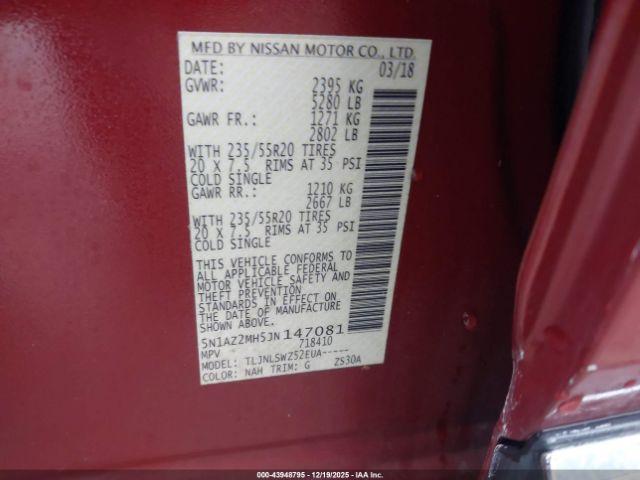 MFD BY NISSAN MOTOR CO., LTD.
DATE: 03/18
GVWR: 2395 KG
5280 LB
GAWR FR.: 1271 KG
2802 LB
WITH 235/55R20 TIRES
20 X 7.5 RIMS AT 35 PSI
COLD SINGLE
GAWR RR.: 1210 KG
2667 LB
WITH 235/55R20 TIRES
20 X 7.5 RIMS AT 35 PSI
COLD SINGLE
THIS VEHICLE CONFORMS TO
ALL APPLICABLE FEDERAL
MOTOR VEHICLE SAFETY AND
THEFT PREVENTION
STANDARDS IN EFFECT ON
THE DATE OF MANUFACTURE
SHOWN ABOVE.
5N1AZ2MH5JN147081
MPV 718410
MODEL: TLJNLSWZ52EUA-----
COLOR: NAH TRIM: G ZS30A
000-43948795 - 12/19/2025 - IAA